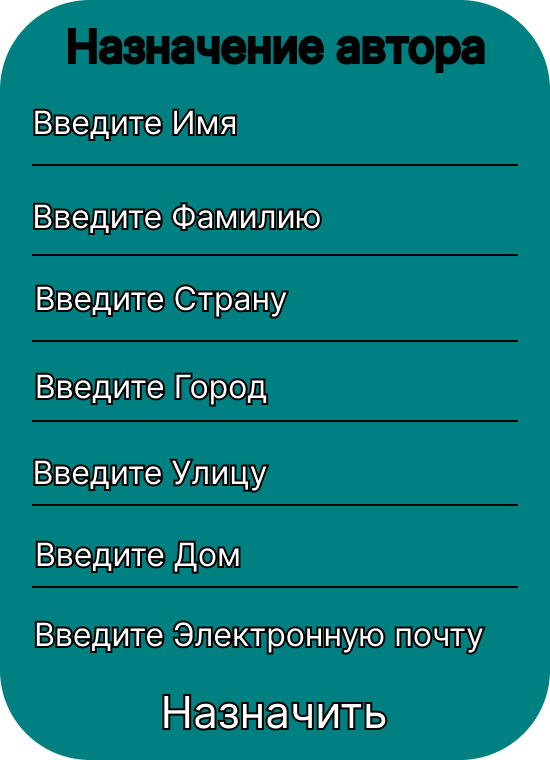 Назначение автора
Введите Имя
Введите Фамилию
Введите Страну
Введите Город
Введите Улицу
Введите Дом
Введите Электронную почту
Назначить